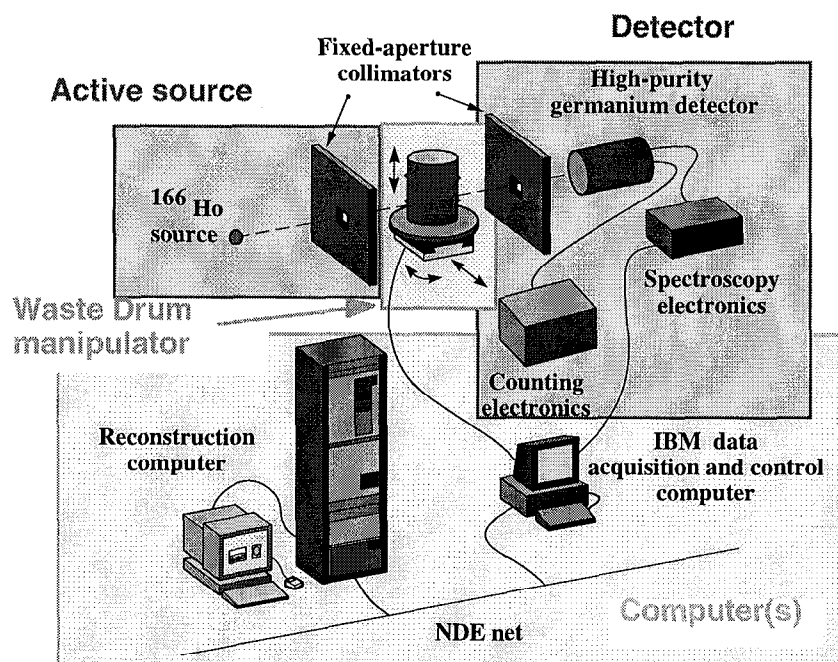 Detector
Fixed-aperture
collimators
High-purity
germanium detector
Active source
166 Ho
source
Spectroscopy
electronics
Waste Drum
manipulator
Counting
electronics
Reconstruction
computer
IBM data
acquisition and control
computer
Computer(s)
NDE net